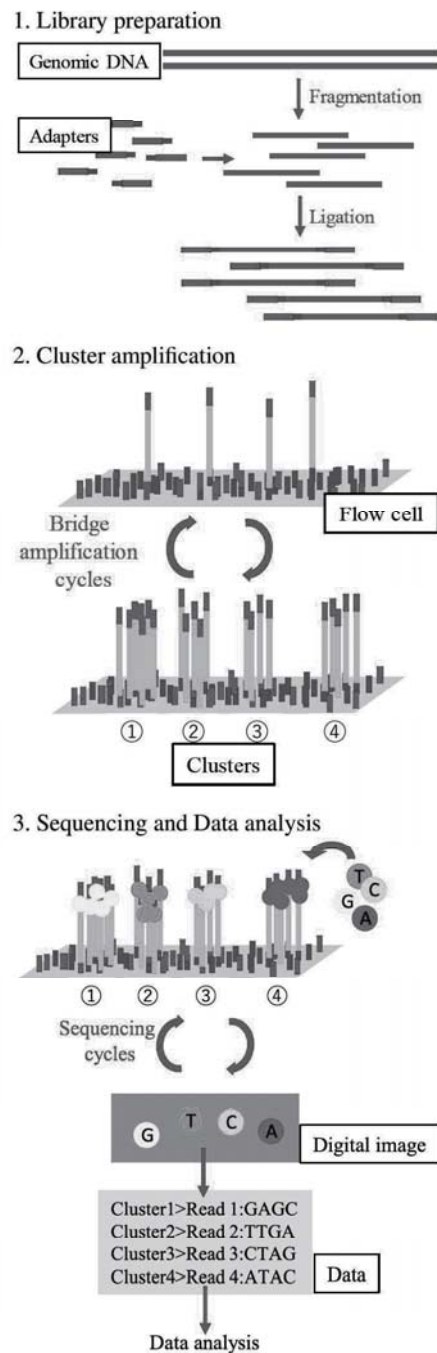 1. Library preparation
Genomic DNA
Fragmentation
Adapters
Ligation
2. Cluster amplification
Flow cell
Bridge
amplification
cycles
① ② ③ ④
Clusters
3. Sequencing and Data analysis
T
C
G
A
① ② ③ ④
Sequencing
cycles
G T C A
Digital image
Cluster1>Read 1:GAGC
Cluster2>Read 2:TTGA
Cluster3>Read 3:CTAG
Cluster4>Read 4:ATAC
Data
Data analysis